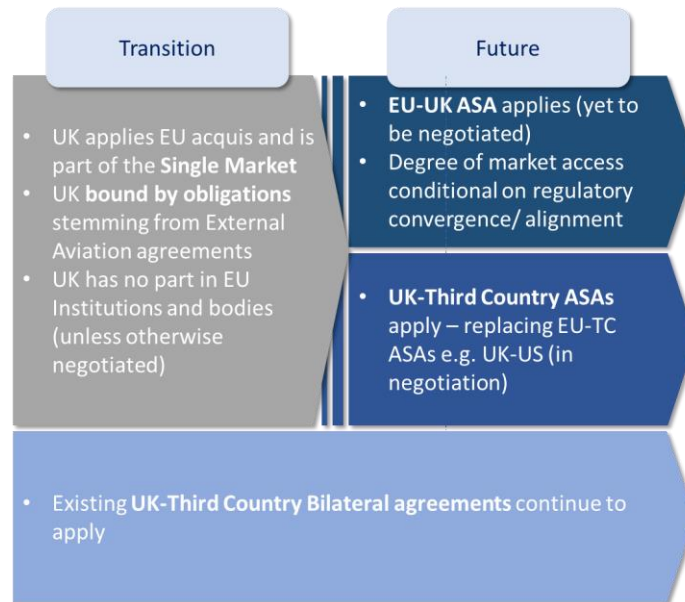 Transition
Future
• UK applies EU acquis and is
part of the Single Market
• UK bound by obligations
stemming from External
Aviation agreements
• UK has no part in EU
Institutions and bodies
(unless otherwise
negotiated)
• EU-UK ASA applies (yet to
be negotiated)
• Degree of market access
conditional on regulatory
convergence/ alignment
• UK-Third Country ASAs
apply – replacing EU-TC
ASAs e.g. UK-US (in
negotiation)
• Existing UK-Third Country Bilateral agreements continue to
apply